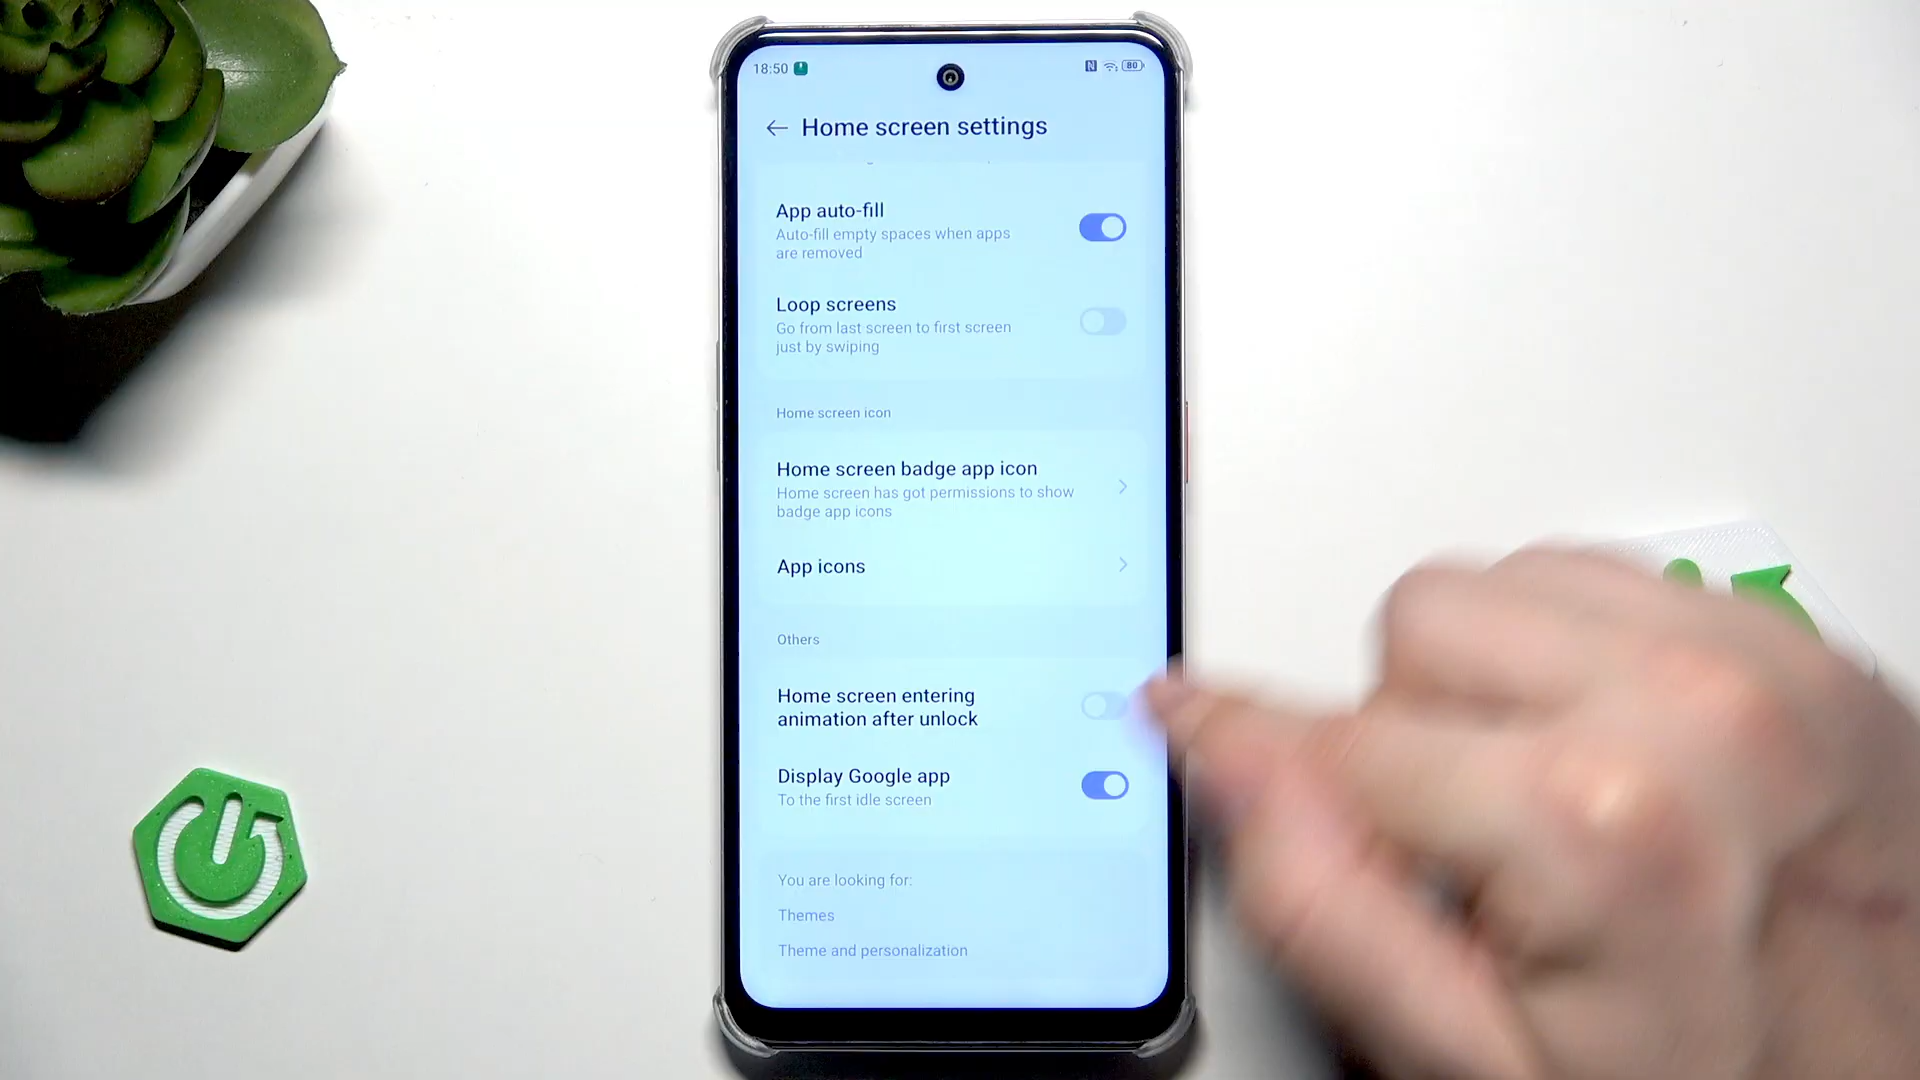 18:50
80
Home screen settings
App auto-fill
Auto-fill empty spaces when apps
are removed
Loop screens
Go from last screen to first screen
just by swiping
Home screen icon
Home screen badge app icon
Home screen has got permissions to show
badge app icons
App icons
Others
Home screen entering
animation after unlock
Display Google app
To the first idle screen
You are looking for:
Themes
Theme and personalization